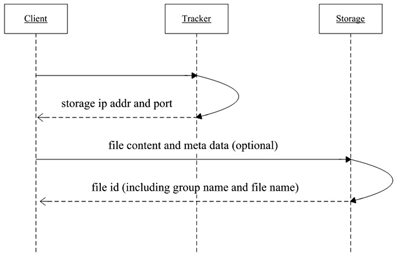 Client
Tracker
Storage
storage ip addr and port
file content and meta data (optional)
file id (including group name and file name)